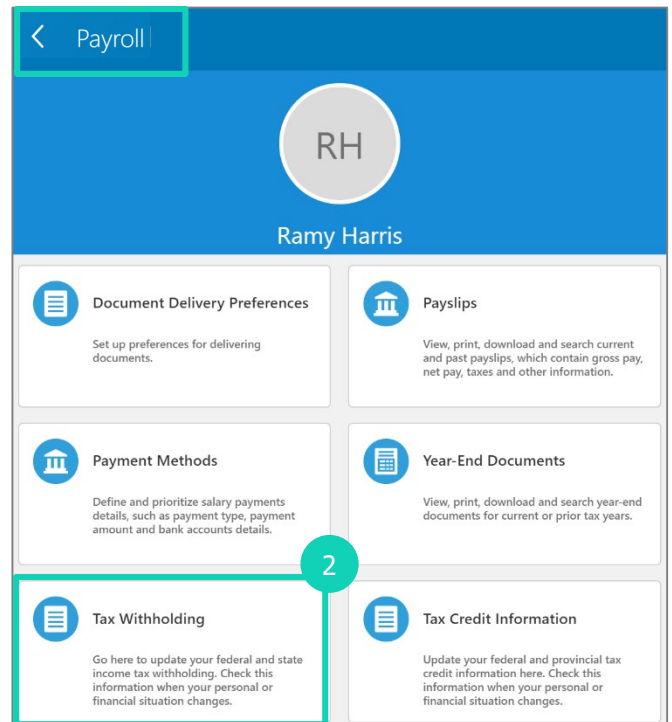 Payroll
RH
Ramy Harris
Document Delivery Preferences
Set up preferences for delivering
documents.
Payslips
View, print, download and search current
and past payslips, which contain gross pay,
net pay, taxes and other information.
Payment Methods
Define and prioritize salary payments
details, such as payment type, payment
amount and bank accounts details.
Year-End Documents
View, print, download and search year-end
documents for current or prior tax years.
2
Tax Withholding
Go here to update your federal and state
income tax withholding. Check this
information when your personal or
financial situation changes.
Tax Credit Information
Update your federal and provincial tax
credit information here. Check this
information when your personal or
financial situation changes.